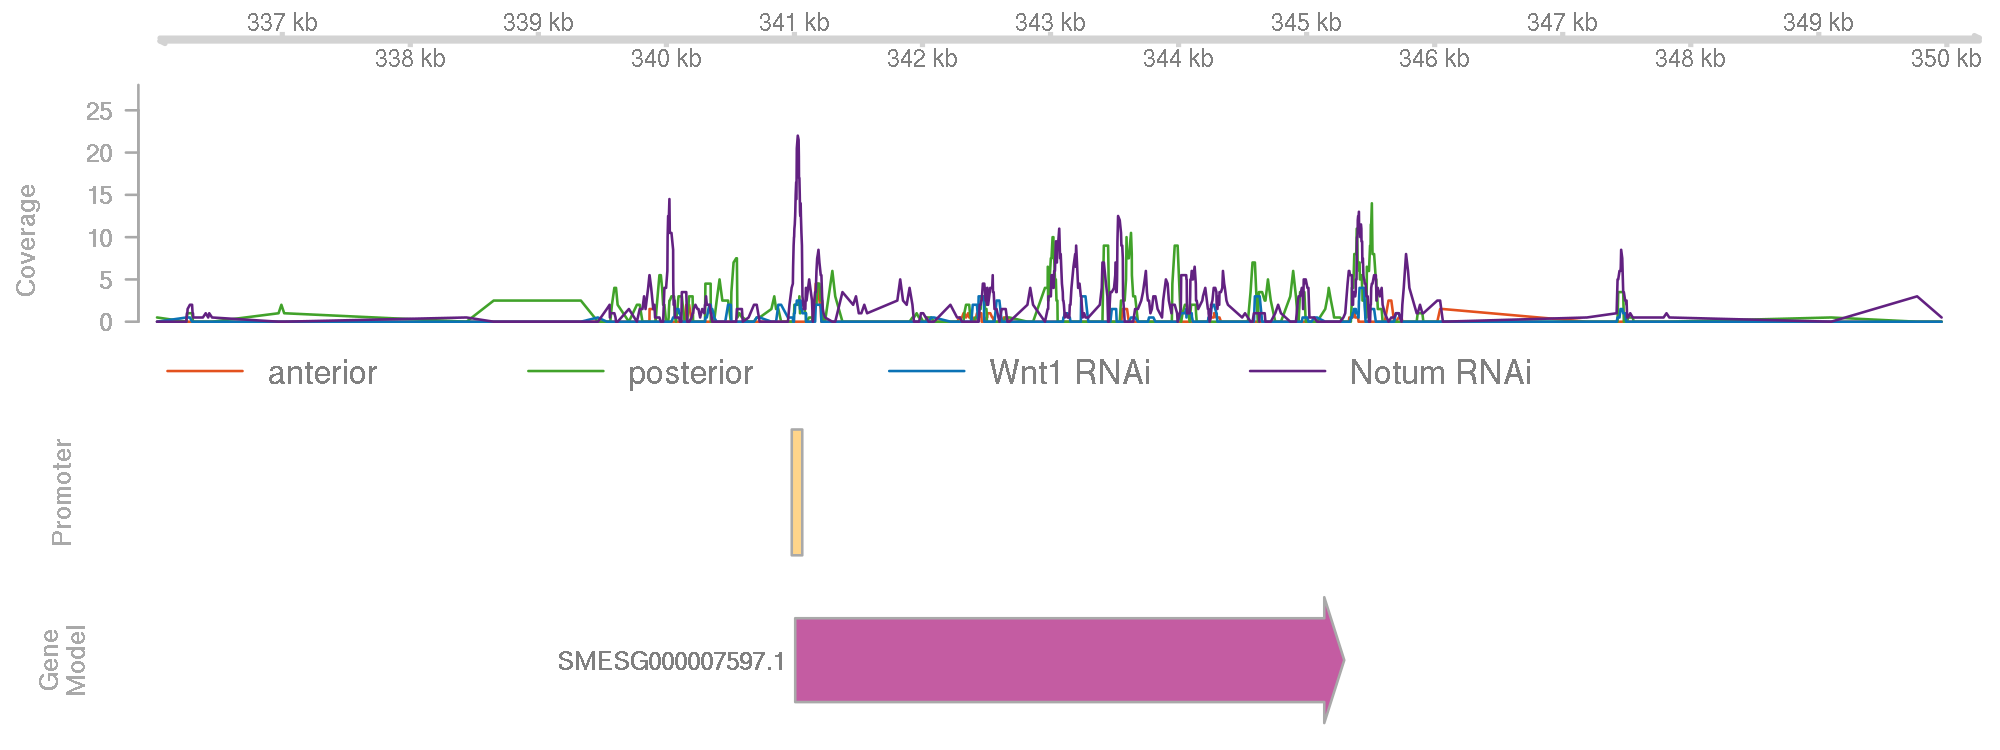 337 kb 339 kb 341 kb 343 kb 345 kb 347 kb 349 kb
338 kb 340 kb 342 kb 344 kb 346 kb 348 kb 350 kb
Coverage
25
20
15
10
5
0
anterior posterior Wnt1 RNAi Notum RNAi
Promoter
Gene
Model
SMESG000007597.1